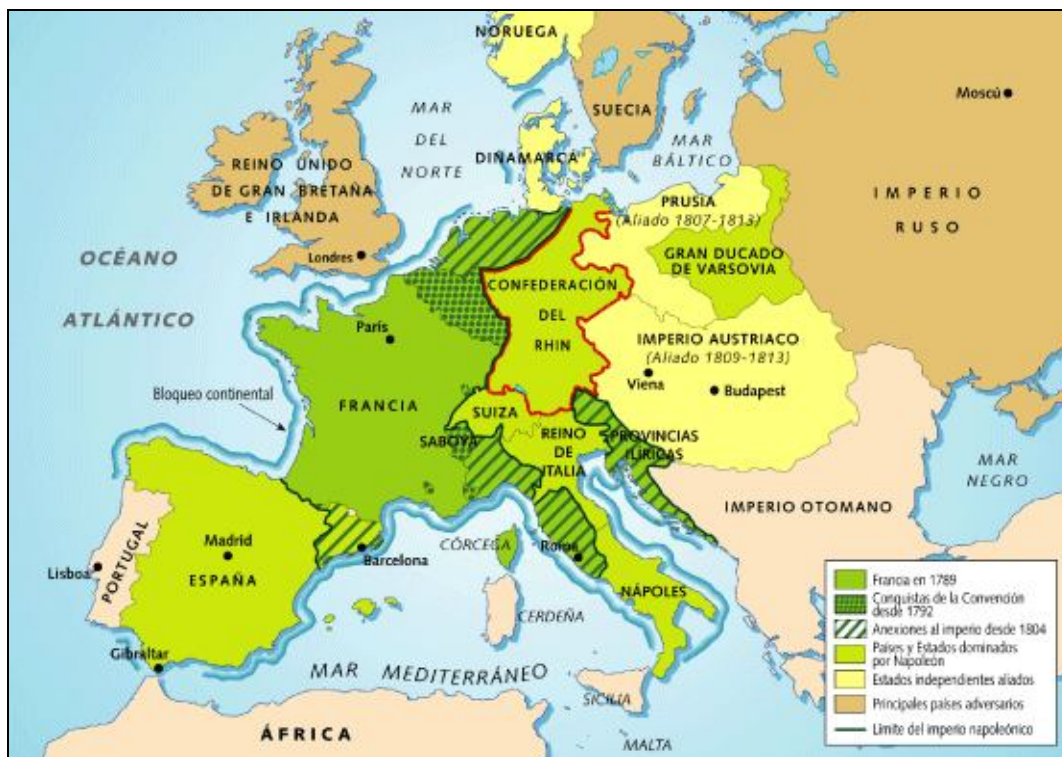 NORUEGA
SUECIA
Moscú
MAR
DEL
NORTE
DINAMARCA
MAR
BÁLTICO
REINO UNIDO
DE GRAN BRETAÑA
E IRLANDA
Londres
IMPERIO
RUSO
PRUSIA
(Aliado 1807-1813)
GRAN DUCADO
DE VARSOVIA
OCÉANO
ATLÁNTICO
CONFEDERACIÓN
DEL
RHIN
París
IMPERIO AUSTRIACO
(Aliado 1809-1813)
Viena
Budapest
Bloqueo continental
FRANCIA
SUIZA
SABOYA
REINO
DE
ITALIA
PROVINCIAS
ILÍRICAS
MAR
NEGRO
IMPERIO OTOMANO
PORTUGAL
Lisboa
Madrid
ESPAÑA
Barcelona
CÓRCEGA
Roma
NÁPOLES
CERDEÑA
Gibraltar
MAR MEDITERRÁNEO
SICILIA
MALTA
ÁFRICA
Francia en 1789
Conquistas de la Convención
desde 1792
Anexiones al imperio desde 1804
Países y Estados dominados
por Napoleón
Estados independientes aliados
Principales países adversarios
Límite del imperio napoleónico